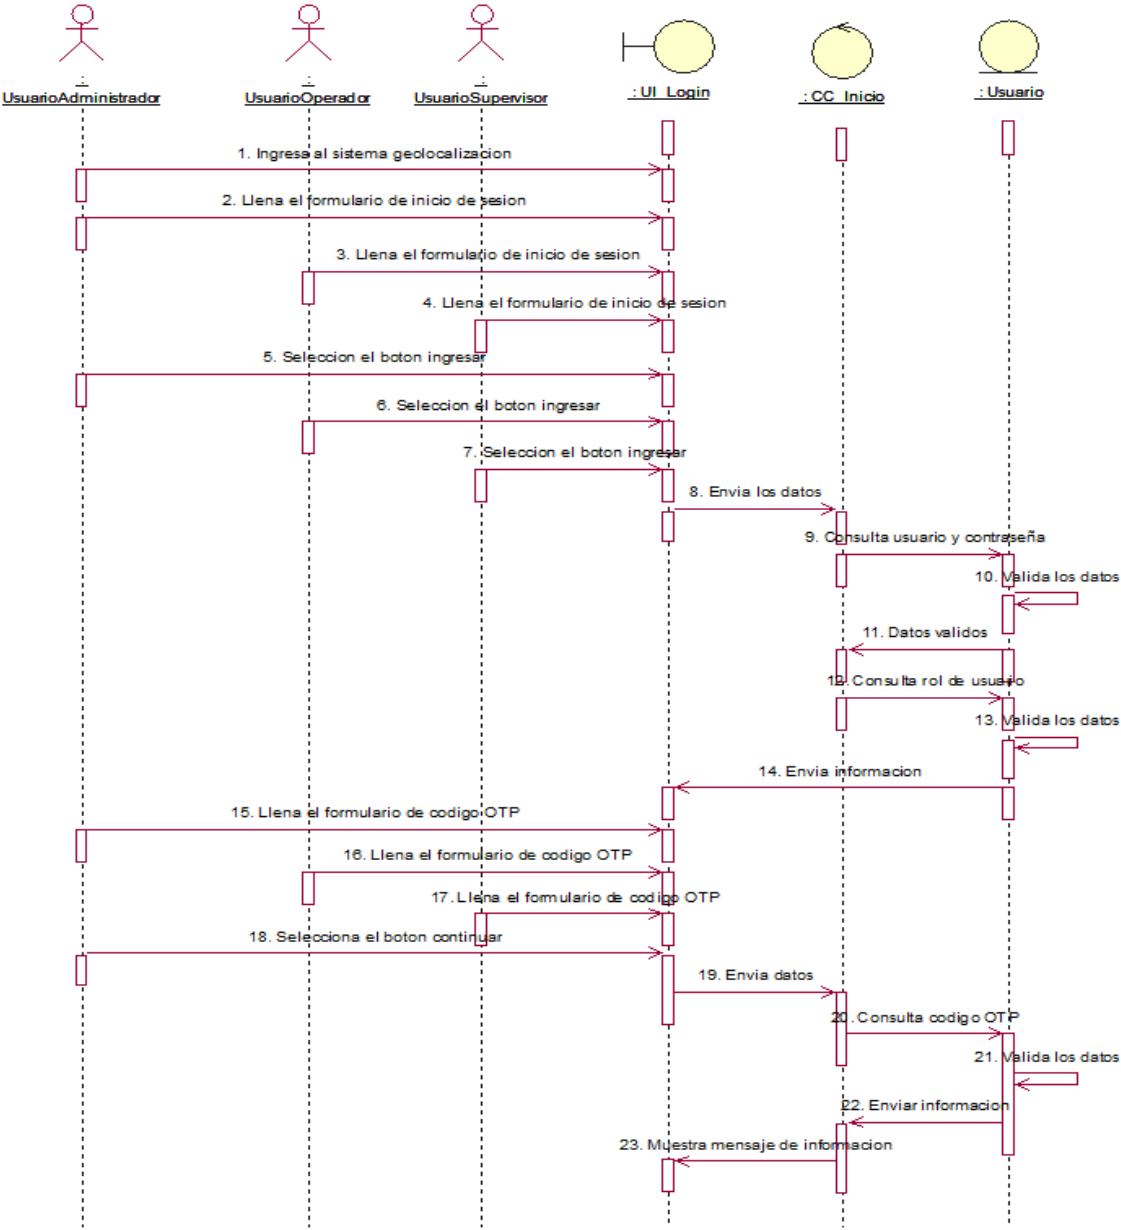 :
UsuarioAdministrador
:
UsuarioOperador
:
UsuarioSupervisor
: UI_Login
: CC_Inicio
: Usuario
1. Ingresa al sistema geolocalizacion
2. Llena el formulario de inicio de sesion
3. Llena el formulario de inicio de sesion
4. Llena el formulario de inicio de sesion
5. Seleccion el boton ingresar
6. Seleccion el boton ingresar
7. Seleccion el boton ingresar
8. Envia los datos
9. Consulta usuario y contraseña
10. Valida los datos
11. Datos validos
12. Consulta rol de usuario
13. Valida los datos
14. Envia informacion
15. Llena el formulario de codigo OTP
16. Llena el formulario de codigo OTP
17. Llena el formulario de codigo OTP
18. Selecciona el boton continuar
19. Envia datos
20. Consulta codigo OTP
21. Valida los datos
22. Enviar informacion
23. Muestra mensaje de informacion